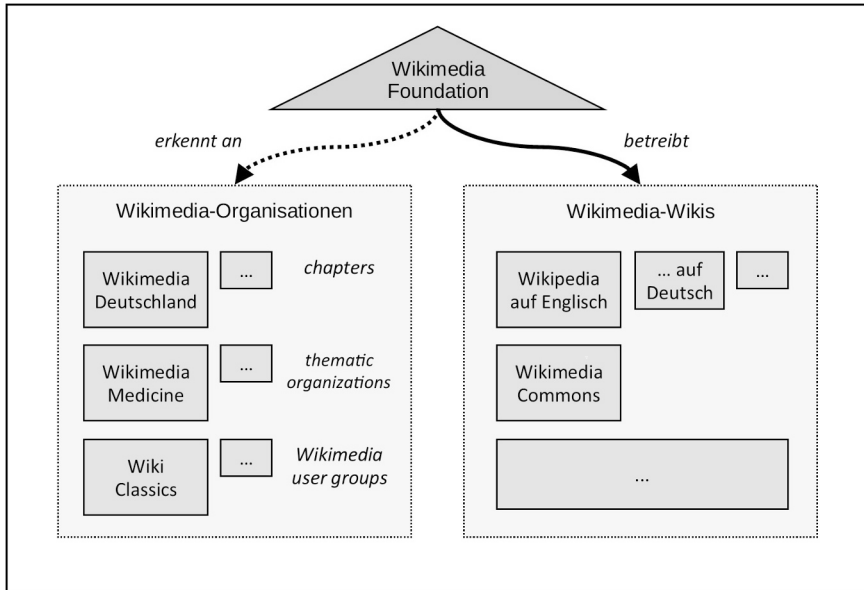 Wikimedia
Foundation
erkennt an
betreibt
Wikimedia-Organisationen
Wikimedia
Deutschland
...
chapters
Wikimedia
Medicine
...
thematic
organizations
Wiki
Classics
...
Wikimedia
user groups
Wikimedia-Wikis
Wikipedia
auf Englisch
... auf
Deutsch
...
Wikimedia
Commons
...